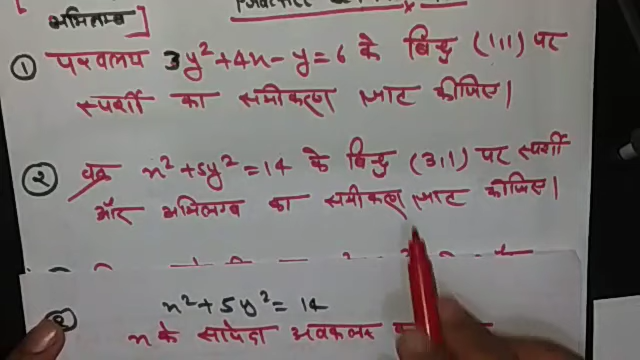 अभिलम्ब]
① परवलय 3y²+4x-y=6 के बिन्दु (1,1) पर
स्पर्शी का समीकरण ज्ञात कीजिए।
② वक्र x²+5y²=14 के बिन्दु (3,1) पर स्पर्शी
और अभिलम्ब का समीकरण ज्ञात कीजिए।
x²+5y²=14
x के सापेक्ष अवकलन